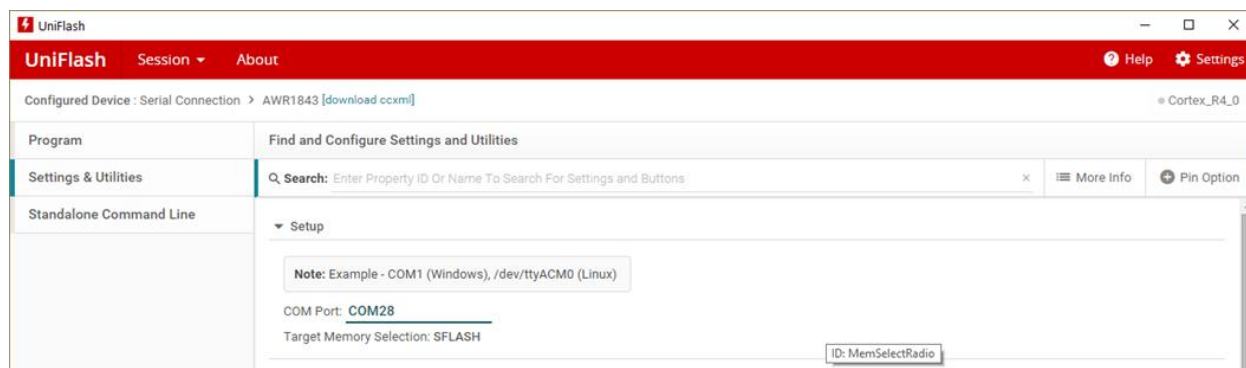 UniFlash
UniFlash Session About Help Settings
Configured Device : Serial Connection > AWR1843 [download ccxml] Cortex_R4_0
Program
Find and Configure Settings and Utilities
Settings & Utilities
Search: Enter Property ID Or Name To Search For Settings and Buttons × More Info Pin Option
Standalone Command Line
Setup
Note: Example - COM1 (Windows), /dev/ttyACM0 (Linux)
COM Port: COM28
Target Memory Selection: SFLASH
ID: MemSelectRadio